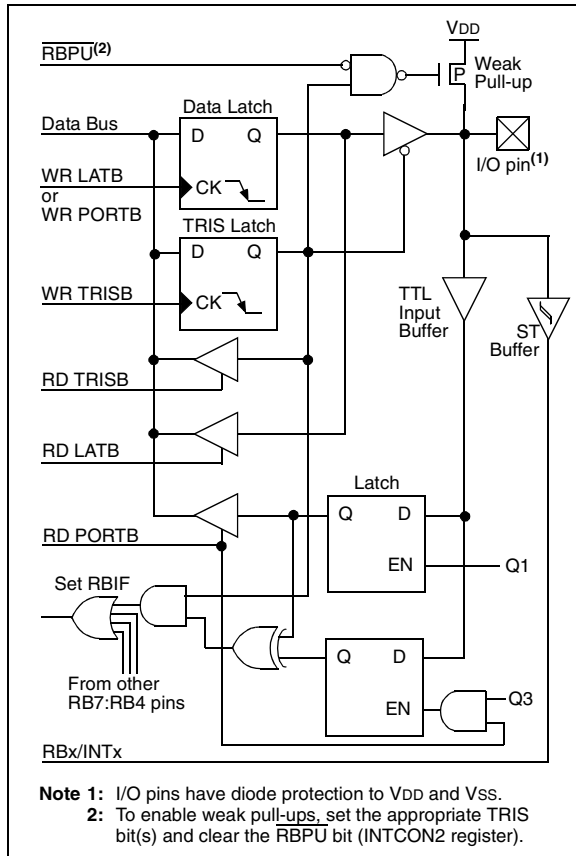 VDD
RBPU(2)
Weak
Pull-up
P
Data Latch
Data Bus
D Q
I/O pin(1)
WR LATB
or
WR PORTB
CK
TRIS Latch
D Q
WR TRISB
CK
TTL
Input
Buffer
ST
Buffer
RD TRISB
RD LATB
Latch
Q D
RD PORTB
EN
Q1
Set RBIF
Q D
From other
RB7:RB4 pins
EN
Q3
RBx/INTx
Note 1: I/O pins have diode protection to VDD and VSS.
2: To enable weak pull-ups, set the appropriate TRIS
bit(s) and clear the RBPU bit (INTCON2 register).